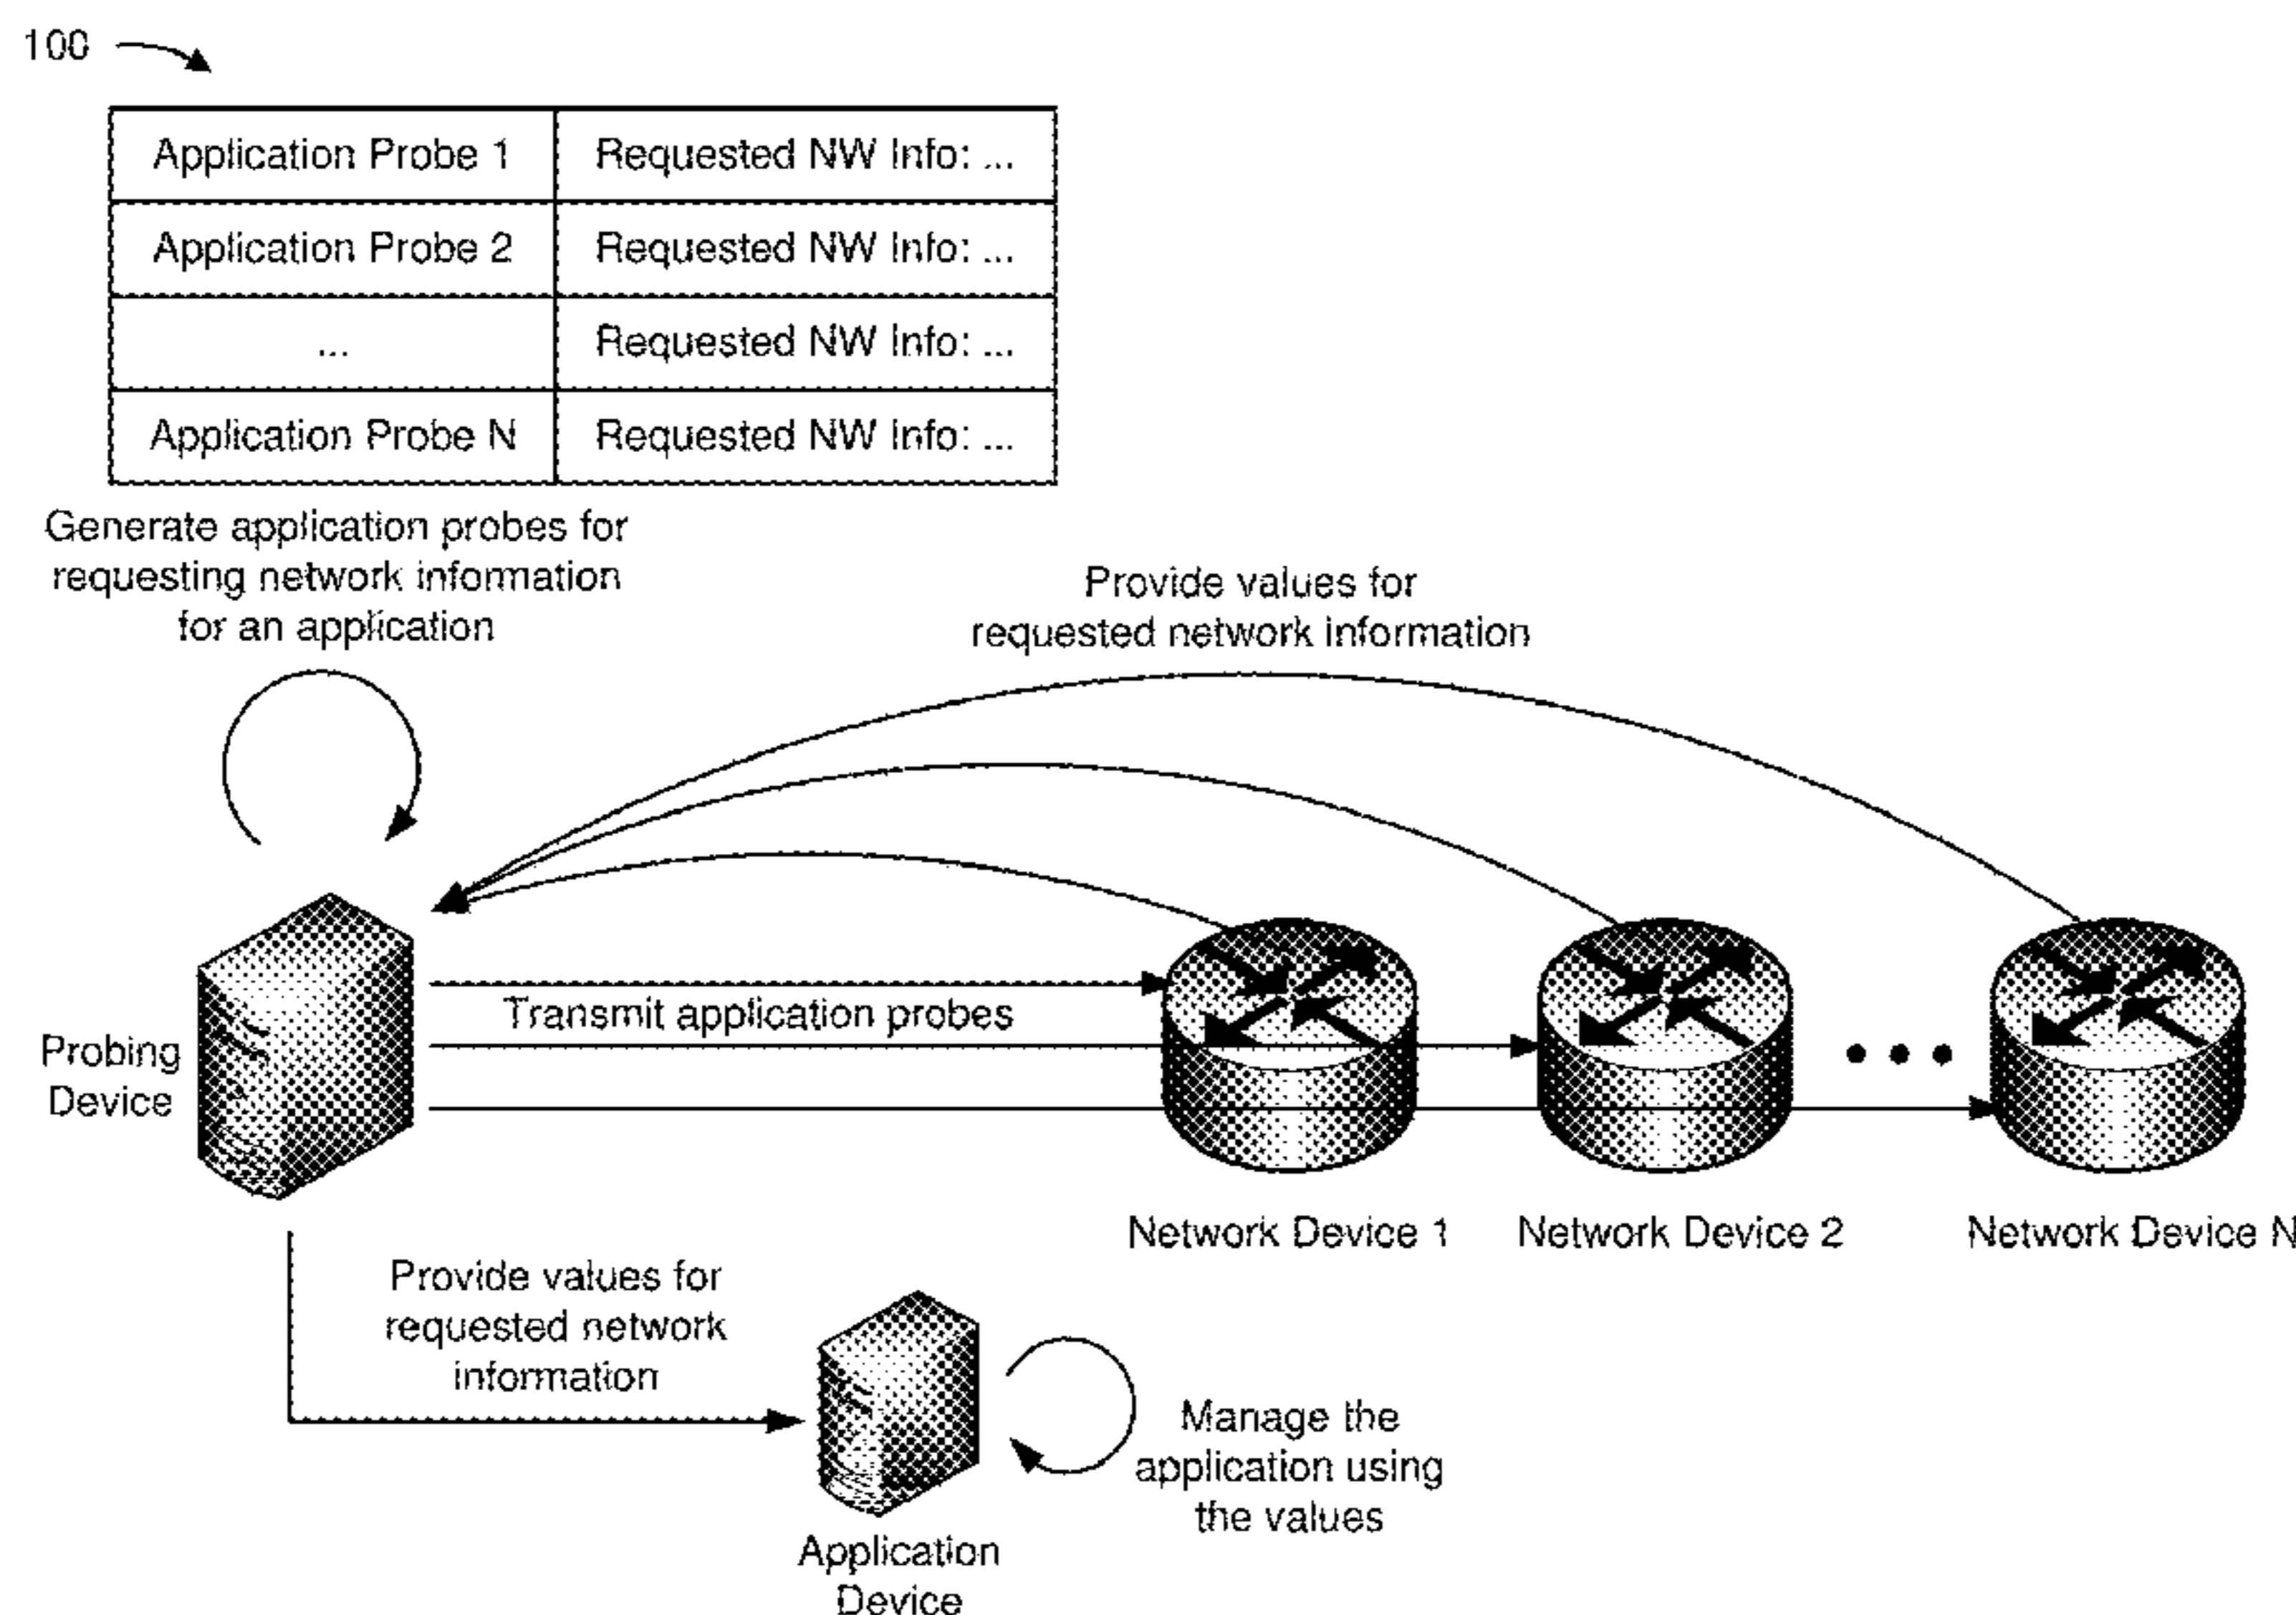 100
Application Probe 1 Requested NW Info: ...
Application Probe 2 Requested NW Info: ...
... Requested NW Info: ...
Application Probe N Requested NW Info: ...
Generate application probes for
requesting network information
for an application
Provide values for
requested network information
Transmit application probes
Probing
Device
Network Device 1
Network Device 2
Network Device N
Provide values for
requested network
information
Manage the
application using
the values
Application
Device